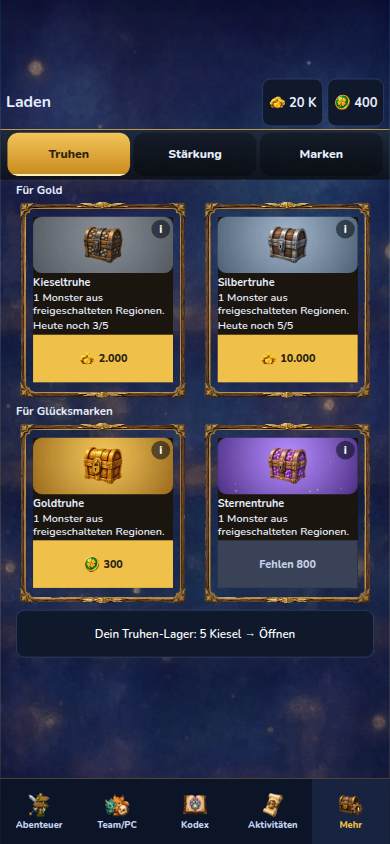 Laden
20 K
400
Truhen
Stärkung
Marken
Für Gold
i
Kieseltruhe
1 Monster aus
freigeschalteten Regionen.
Heute noch 3/5
2.000
i
Silbertruhe
1 Monster aus
freigeschalteten Regionen.
Heute noch 5/5
10.000
Für Glücksmarken
i
Goldtruhe
1 Monster aus
freigeschalteten Regionen.
300
i
Sternentruhe
1 Monster aus
freigeschalteten Regionen.
Fehlen 800
Dein Truhen-Lager: 5 Kiesel → Öffnen
Abenteuer
Team/PC
Kodex
Aktivitäten
Mehr